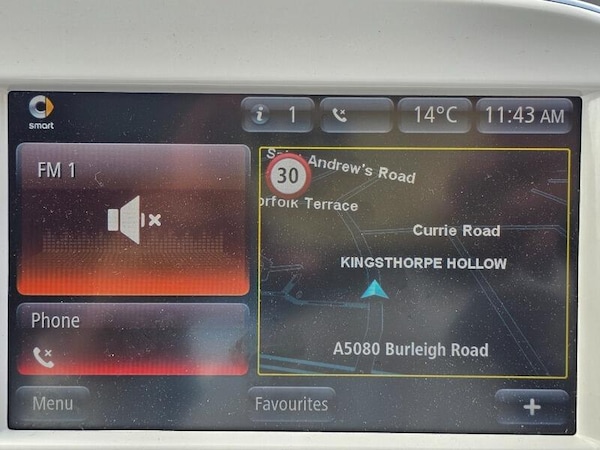 smart
1
14°C
11:43 AM
FM 1
30
Andrew's Road
Terrace
Currie Road
KINGSTHORPE HOLLOW
A5080 Burleigh Road
Phone
Menu
Favourites
+